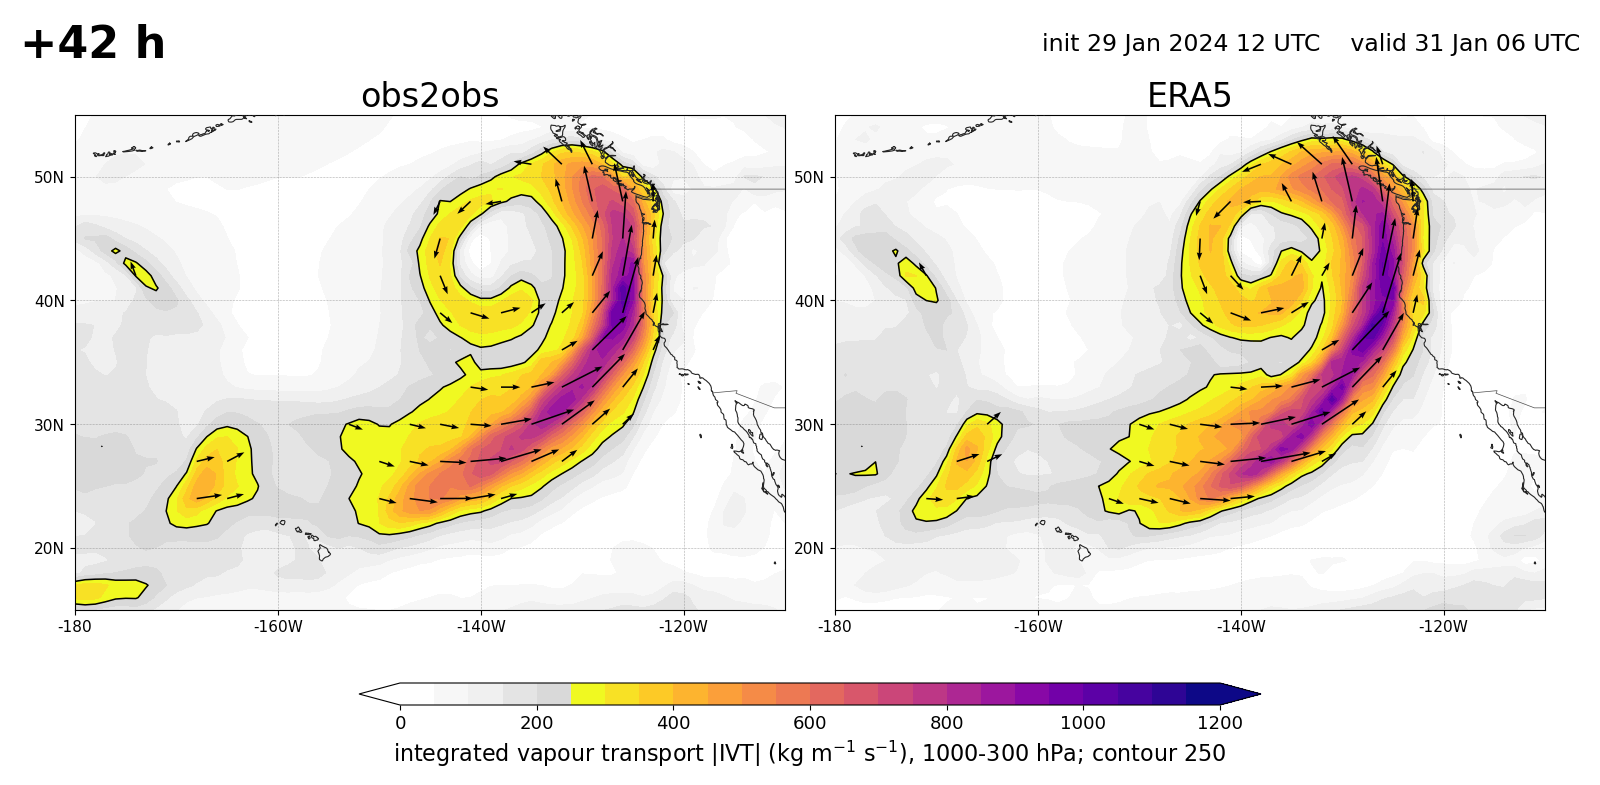 +42 h
init 29 Jan 2024 12 UTC valid 31 Jan 06 UTC
obs2obs
ERA5
50N
40N
30N
20N
-180
-160W
-140W
-120W
50N
40N
30N
20N
-180
-160W
-140W
-120W
0 200 400 600 800 1000 1200
integrated vapour transport |IVT| (kg m⁻¹ s⁻¹), 1000-300 hPa; contour 250